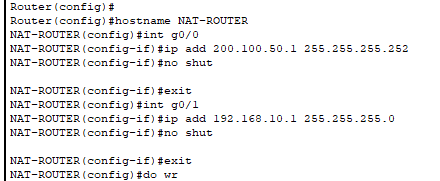 Router(config)#
Router(config)#hostname NAT-ROUTER
NAT-ROUTER(config)#int g0/0
NAT-ROUTER(config-if)#ip add 200.100.50.1 255.255.255.252
NAT-ROUTER(config-if)#no shut
NAT-ROUTER(config-if)#exit
NAT-ROUTER(config)#int g0/1
NAT-ROUTER(config-if)#ip add 192.168.10.1 255.255.255.0
NAT-ROUTER(config-if)#no shut
NAT-ROUTER(config-if)#exit
NAT-ROUTER(config)#do wr